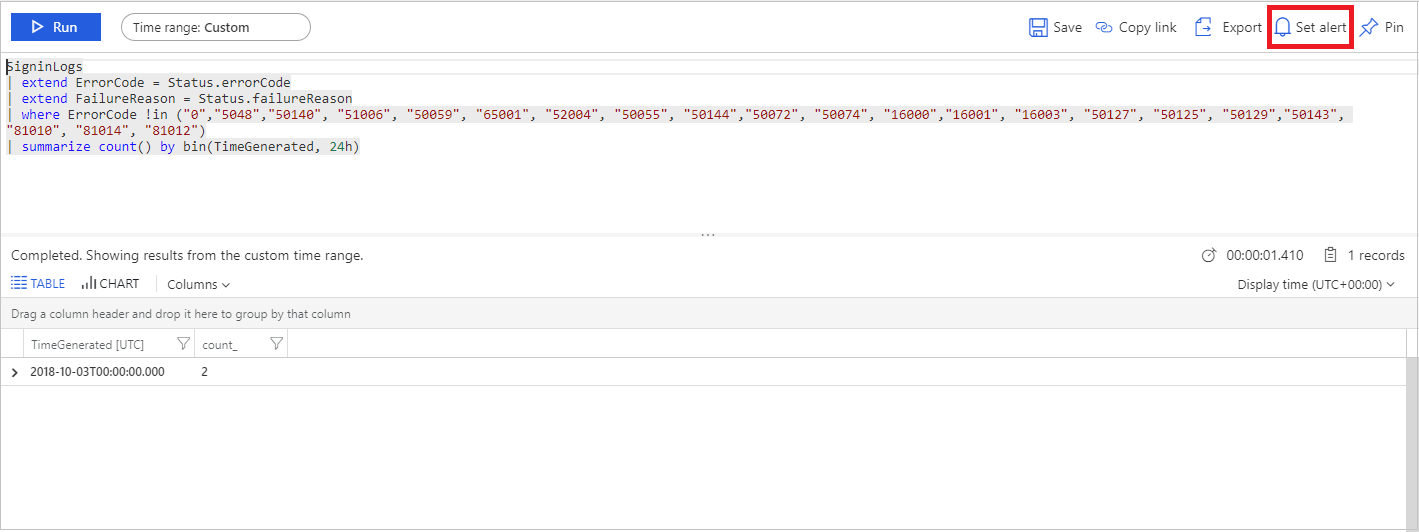 Run Time range: Custom Save Copy link Export Set alert Pin
SigninLogs
| extend ErrorCode = Status.errorCode
| extend FailureReason = Status.failureReason
| where ErrorCode !in ("0","5048","50140", "51006", "50059", "65001", "52004", "50055", "50144","50072", "50074", "16000","16001", "16003", "50127", "50125", "50129","50143",
"81010", "81014", "81012")
| summarize count() by bin(TimeGenerated, 24h)
Completed. Showing results from the custom time range. 00:00:01.410 1 records
TABLE CHART Columns Display time (UTC+00:00)
Drag a column header and drop it here to group by that column
TimeGenerated [UTC] count_
2018-10-03T00:00:00.000 2